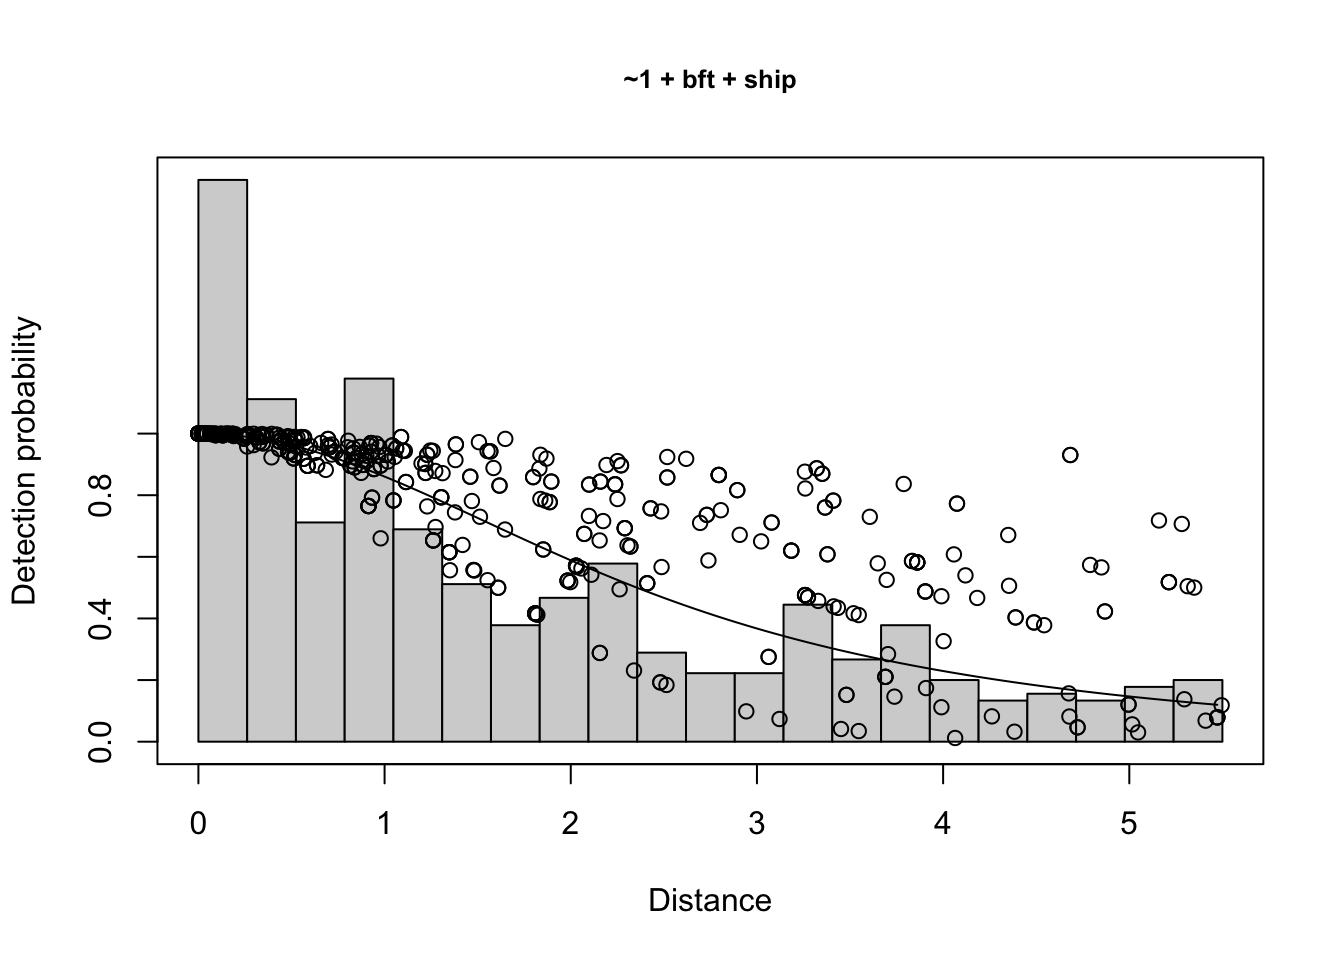 ~1 + bft + ship
Detection probability
0.8
0.4
0.0
0 1 2 3 4 5
Distance